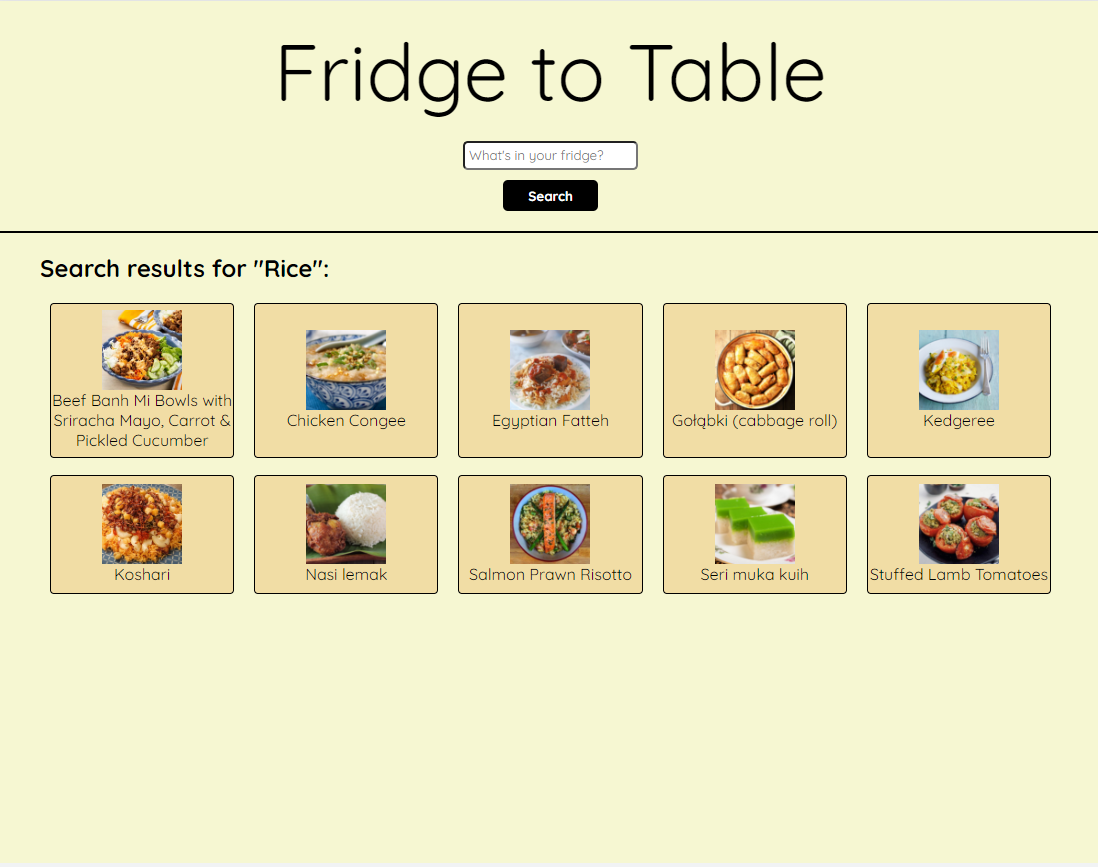 Fridge to Table
What's in your fridge?
Search
Search results for "Rice":
Beef Banh Mi Bowls with
Sriracha Mayo, Carrot &
Pickled Cucumber
Chicken Congee
Egyptian Fatteh
Gołąbki (cabbage roll)
Kedgeree
Koshari
Nasi lemak
Salmon Prawn Risotto
Seri muka kuih
Stuffed Lamb Tomatoes